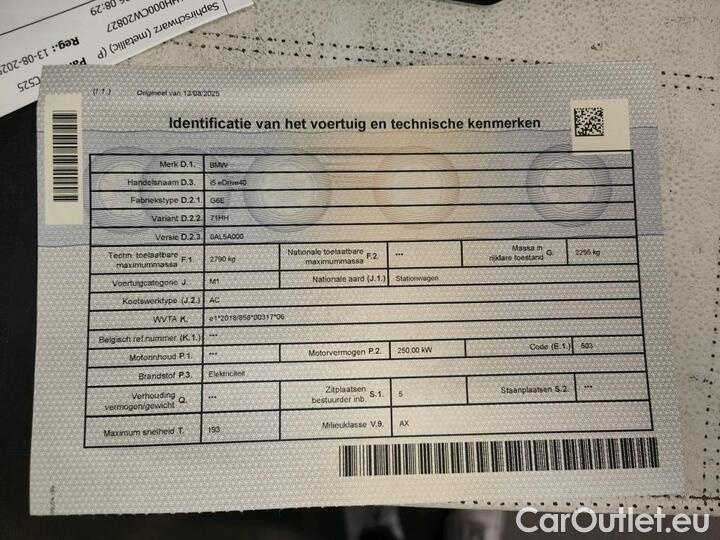 08:29
HH000CW20827
Saphirschwarz (metallic) (P
Reg.: 13-08-2025
C525
(I 1.) Origineel van 13/08/2025
Identificatie van het voertuig en technische kenmerken
Merk D.1. BMW
Handelsnaam D.3. i5 eDrive40
Fabriekstype D.2.1. G6E
Variant D.2.2. 71HH
Versie D.2.3. 0AL5A000
Techn. toelaatbare maximummassa F.1. 2790 kg Nationale toelaatbare maximummassa F.2. *** Massa in rijklare toestand G. 2255 kg
Voertuigcategorie J. M1 Nationale aard (J.1.) Stationwagen
Koetswerktype (J.2.) AC
WVTA K. e1*2018/858*00317*06
Belgisch ref.nummer (K.1.) ***
Motorinhoud P.1. *** Motorvermogen P.2. 250,00 kW Code (E.1.) 503
Brandstof P.3. Elektriciteit
Verhouding vermogen/gewicht Q. *** Zitplaatsen bestuurder inb. S.1. 5 Staanplaatsen S.2. ***
Maximum snelheid T. 193 Milieuklasse V.9. AX
CarOutlet.eu